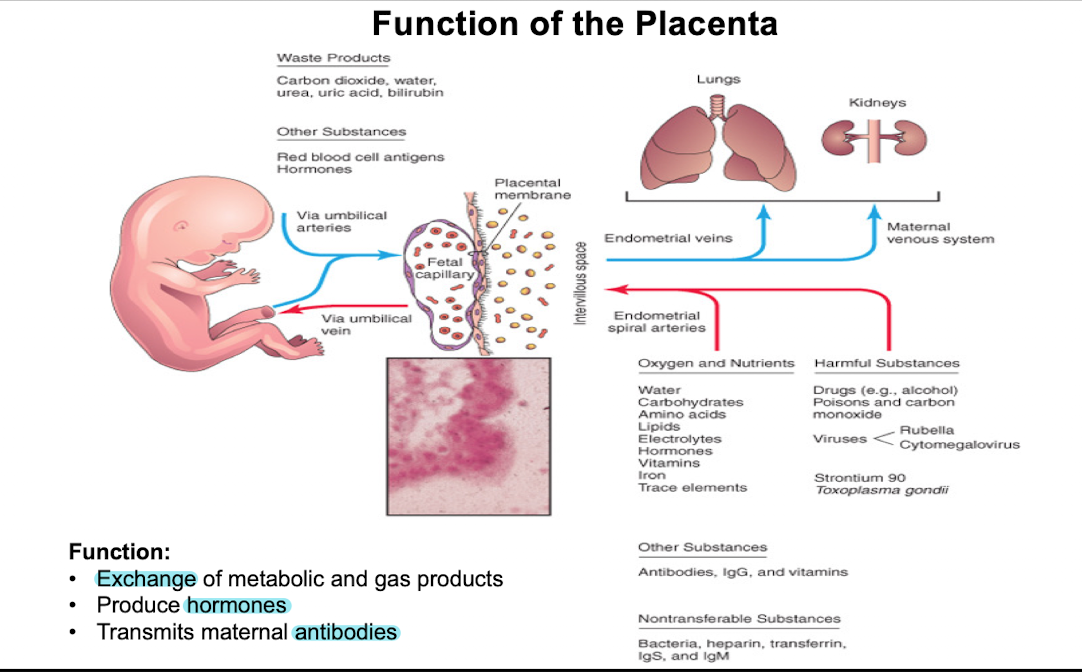 Function of the Placenta
Waste Products
Carbon dioxide, water,
urea, uric acid, bilirubin
Other Substances
Red blood cell antigens
Hormones
Lungs
Kidneys
Placental
membrane
Via umbilical
arteries
Fetal
capillary
Via umbilical
vein
Intervillous space
Endometrial veins
Maternal
venous system
Endometrial
spiral arteries
Oxygen and Nutrients
Water
Carbohydrates
Amino acids
Lipids
Electrolytes
Hormones
Vitamins
Iron
Trace elements
Harmful Substances
Drugs (e.g., alcohol)
Poisons and carbon
monoxide
Viruses
Rubella
Cytomegalovirus
Strontium 90
Toxoplasma gondii
Other Substances
Antibodies, IgG, and vitamins
Nontransferable Substances
Bacteria, heparin, transferrin,
IgS, and IgM
Function:
• Exchange of metabolic and gas products
• Produce hormones
• Transmits maternal antibodies